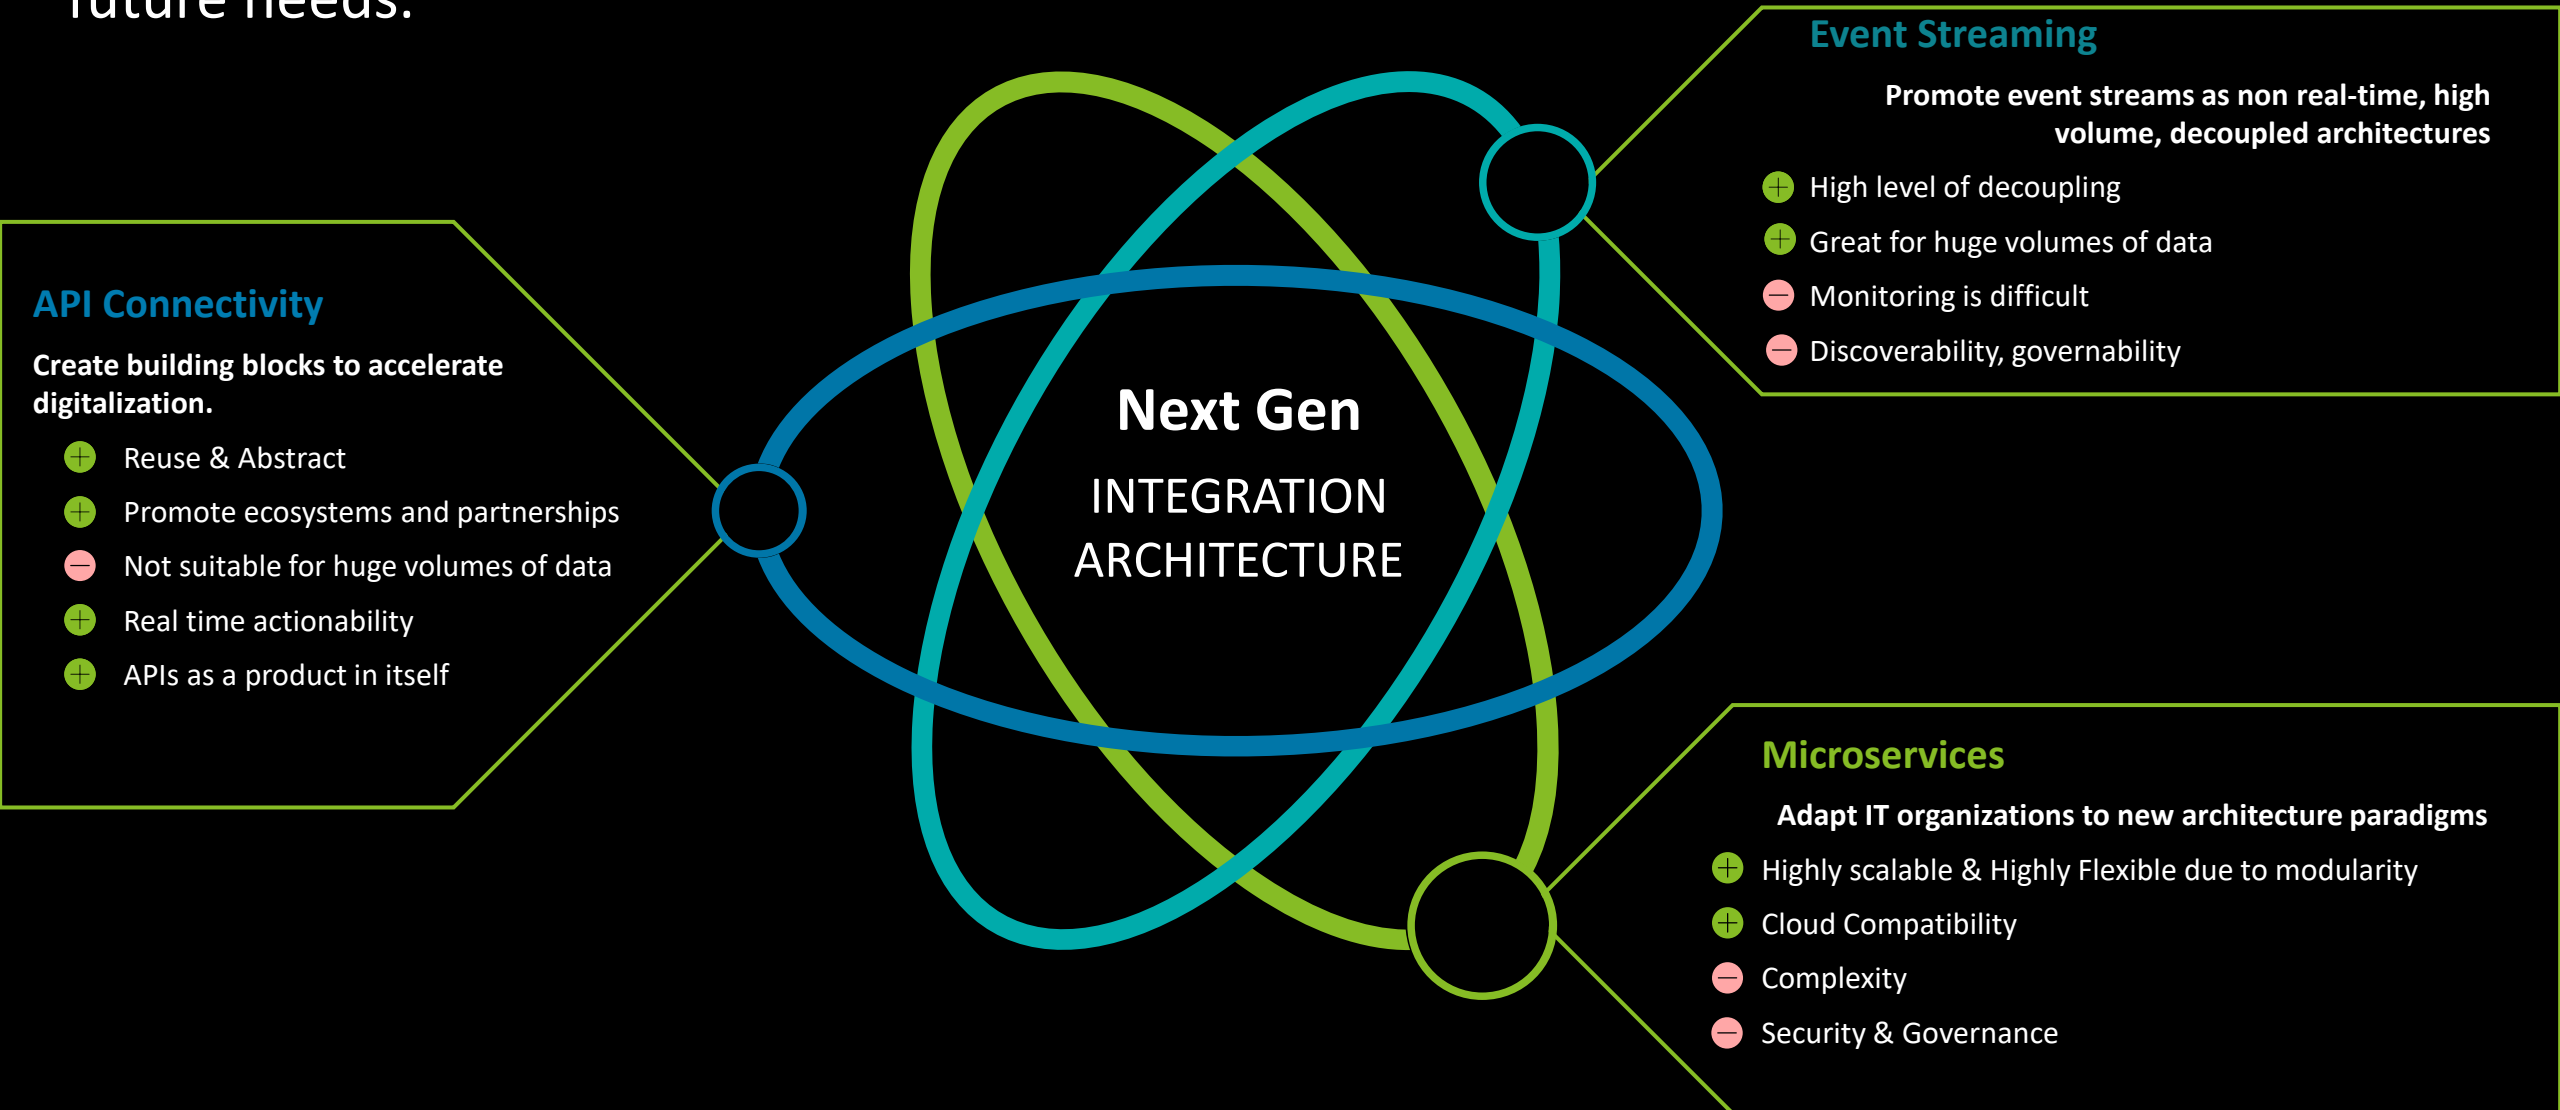 future needs.
API Connectivity
Create building blocks to accelerate
digitalization.
Reuse & Abstract
Promote ecosystems and partnerships
Not suitable for huge volumes of data
Real time actionability
APIs as a product in itself
Next Gen
INTEGRATION
ARCHITECTURE
Event Streaming
Promote event streams as non real-time, high
volume, decoupled architectures
High level of decoupling
Great for huge volumes of data
Monitoring is difficult
Discoverability, governability
Microservices
Adapt IT organizations to new architecture paradigms
Highly scalable & Highly Flexible due to modularity
Cloud Compatibility
Complexity
Security & Governance